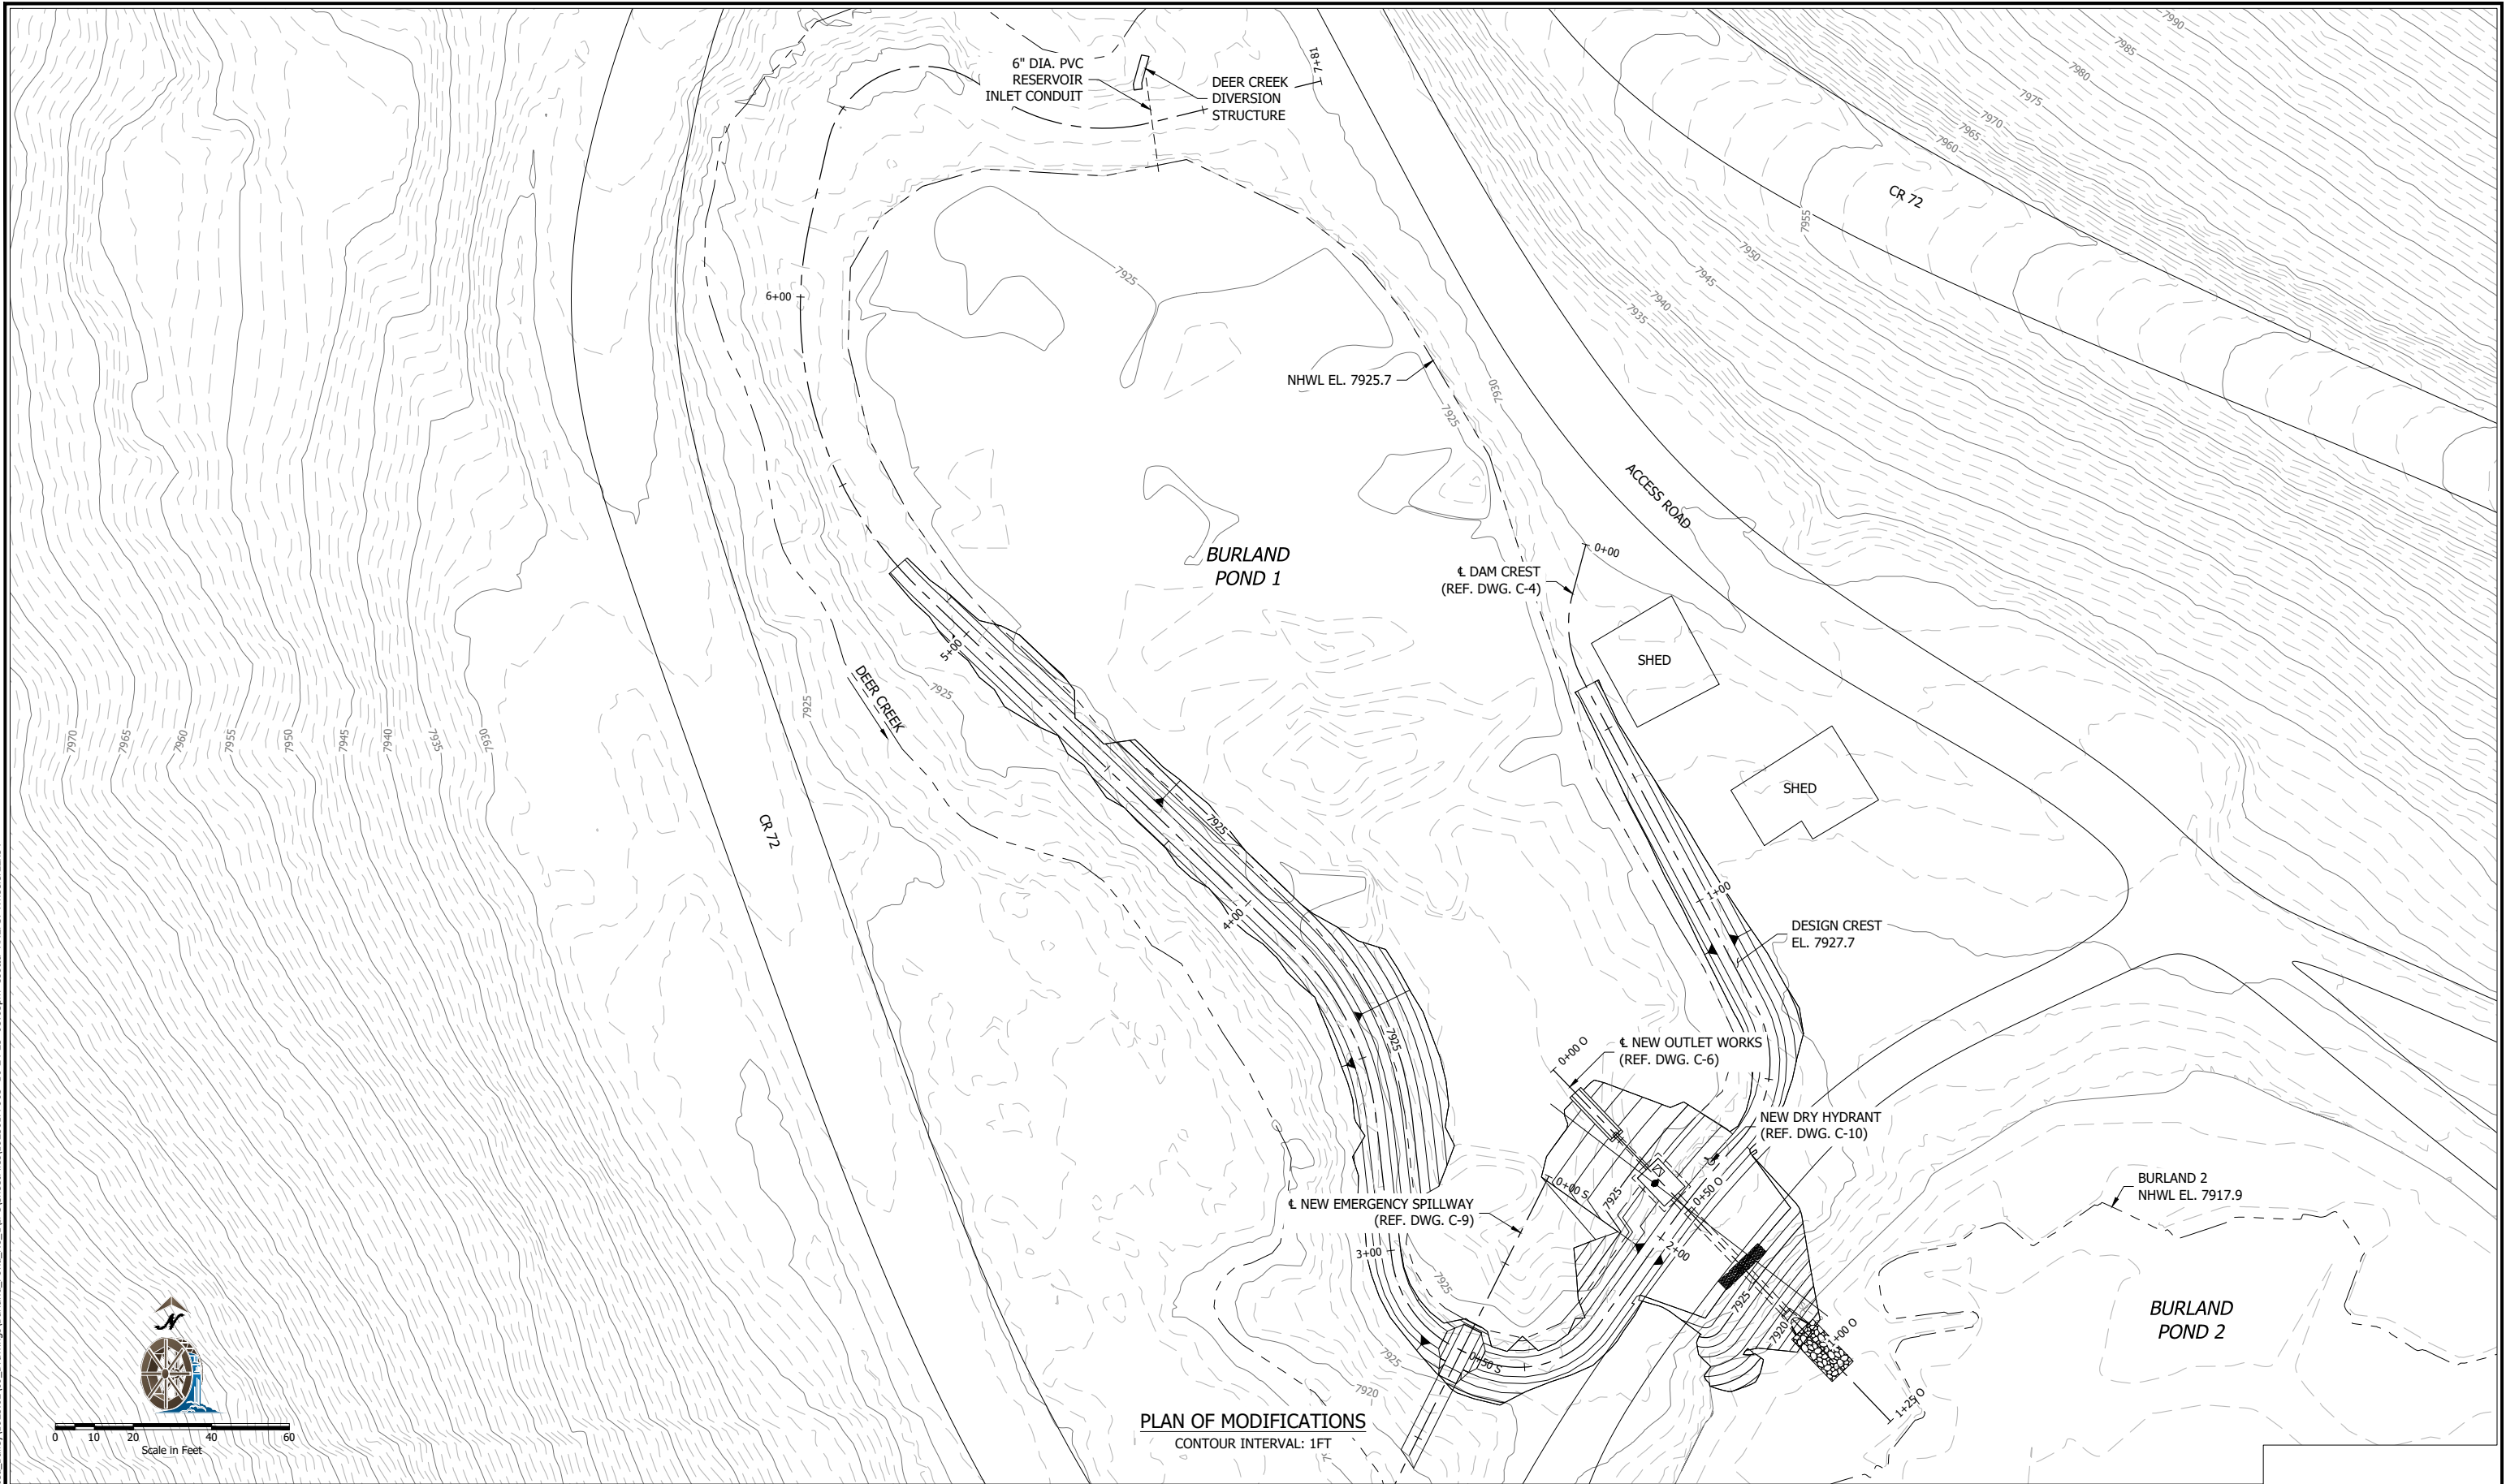 7990
7985
7980
7975
7970
7965
7960
7955
7950
7945
7940
7935
CR 72
6" DIA. PVC
RESERVOIR
INLET CONDUIT
DEER CREEK
DIVERSION
STRUCTURE
7+81
7925
6+00
NHWL EL. 7925.7
7930
7925
ACCESS ROAD
BURLAND
POND 1
0+00
℄ DAM CREST
(REF. DWG. C-4)
SHED
SHED
5+00
DEER CREEK
7925
7925
7970
7965
7960
7955
7950
7945
7940
7935
7930
CR 72
7925
4+00
1+00
DESIGN CREST
EL. 7927.7
7925
0+00 O
℄ NEW OUTLET WORKS
(REF. DWG. C-6)
NEW DRY HYDRANT
(REF. DWG. C-10)
0+00 S
7925
0+50 O
℄ NEW EMERGENCY SPILLWAY
(REF. DWG. C-9)
3+00
2+00
7925
7925
7920
BURLAND 2
NHWL EL. 7917.9
BURLAND
POND 2
1+00 O
7925
0+50 S
7920
1+25 O
N
0 10 20 40 60
Scale in Feet
PLAN OF MODIFICATIONS
CONTOUR INTERVAL: 1FT